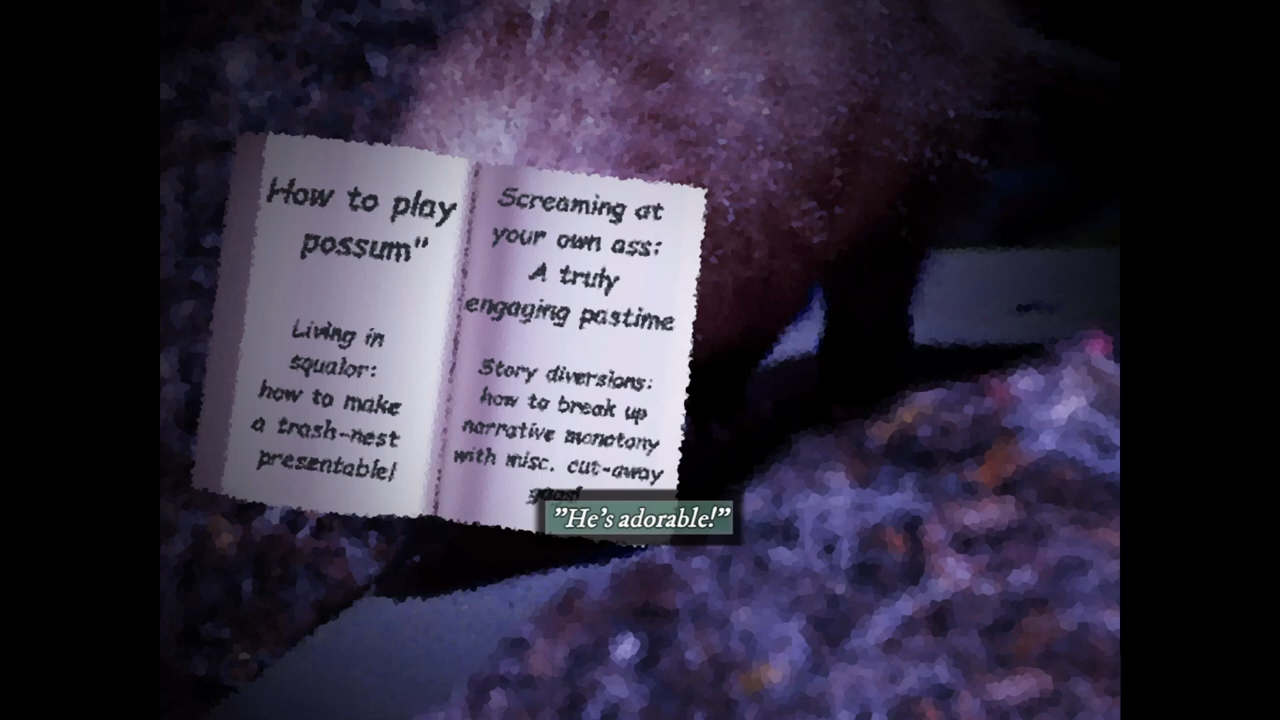 How to play
possum"
Living in
squalor:
how to make
a trash-nest
presentable!
Screaming at
your own ass:
A truly
engaging pastime
Story diversions:
how to break up
narrative monotony
with misc. cut-away
gags!
"He's adorable!"